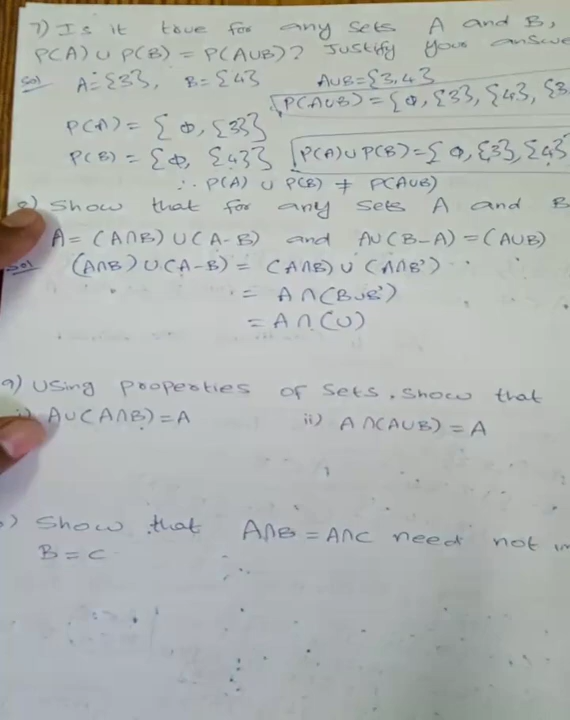 7) Is it true for any sets A and B,
P(A) ∪ P(B) = P(A∪B)? Justify your answe
Sol A = {3}, B = {4} A∪B = {3,4}
P(A∪B) = {Φ, {3}, {4}, {3
P(A) = {Φ, {3}}
P(B) = {Φ, {4}} P(A)∪P(B) = {Φ, {3}, {4}
∴ P(A) ∪ P(B) ≠ P(A∪B)
8) Show that for any sets A and B
A = (A∩B) ∪ (A-B) and A∪(B-A) = (A∪B)
Sol (A∩B) ∪ (A-B) = (A∩B) ∪ (A∩B')
= A∩(B∪B')
= A∩(U)
9) Using properties of sets, show that
i) A∪(A∩B) = A ii) A∩(A∪B) = A
) Show that A∩B = A∩C need not im
B = C